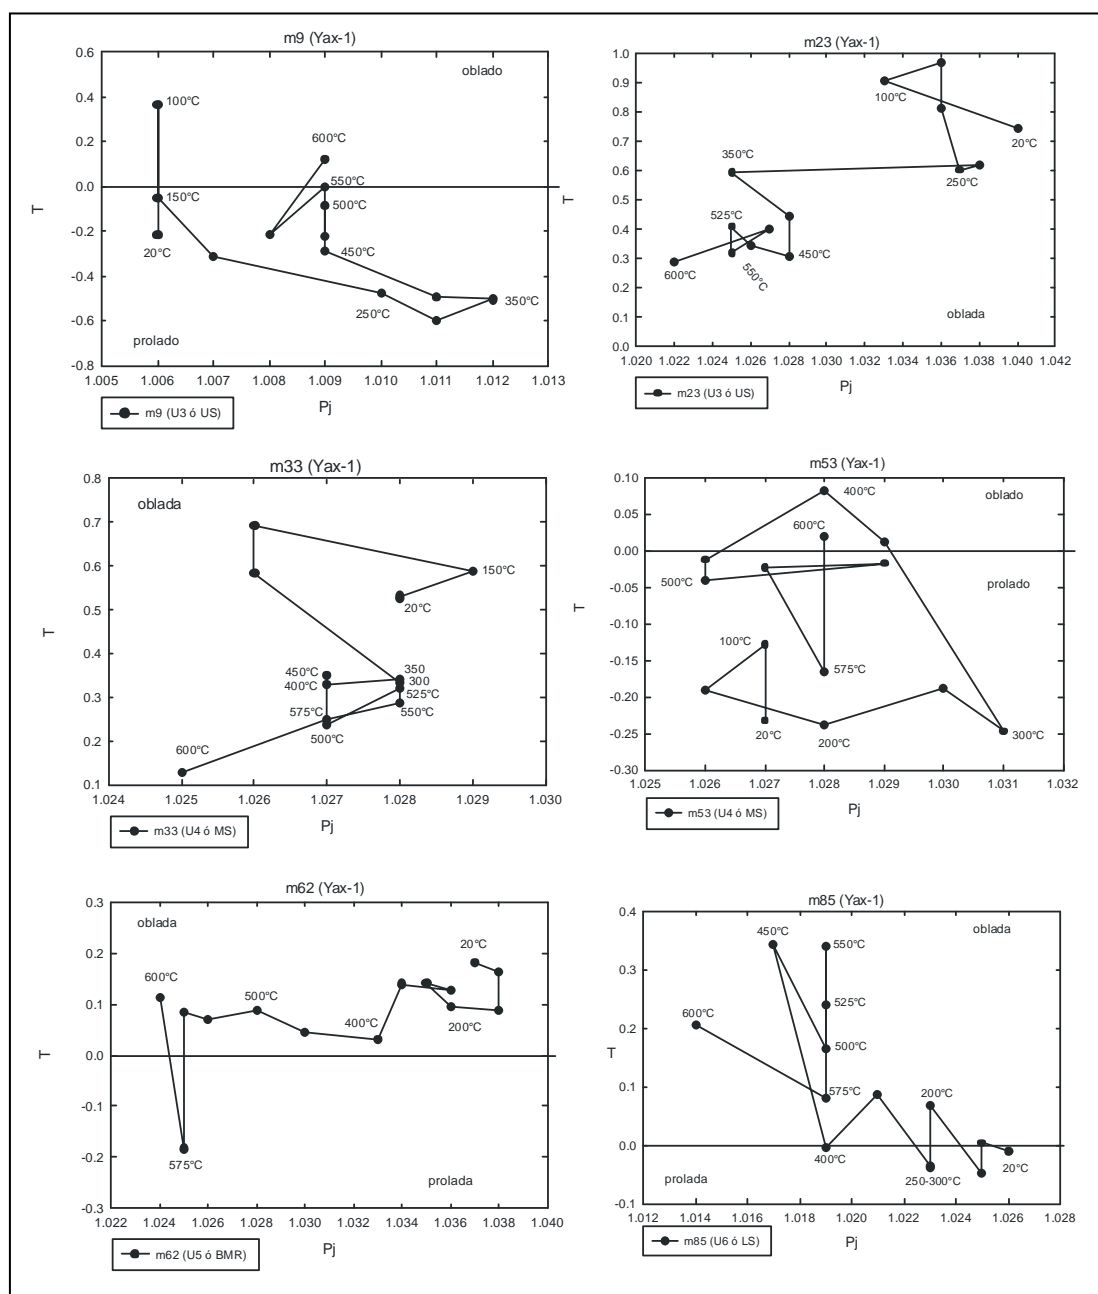 m9 (Yax-1)
0.6
0.4
0.2
0.0
-0.2
-0.4
-0.6
-0.8
T
oblado
100°C
600°C
150°C
550°C
500°C
20°C
450°C
250°C
350°C
prolado
1.005 1.006 1.007 1.008 1.009 1.010 1.011 1.012 1.013
Pj
m9 (U3 ó US)
m23 (Yax-1)
1.0
0.9
0.8
0.7
0.6
0.5
0.4
0.3
0.2
0.1
0.0
T
100°C
20°C
350°C
250°C
525°C
450°C
550°C
600°C
oblada
1.020 1.022 1.024 1.026 1.028 1.030 1.032 1.034 1.036 1.038 1.040 1.042
Pj
m23 (U3 ó US)
m33 (Yax-1)
0.8
0.7
0.6
0.5
0.4
0.3
0.2
0.1
T
oblada
150°C
20°C
450°C
350
400°C
300
525°C
575°C
550°C
500°C
600°C
1.024 1.025 1.026 1.027 1.028 1.029 1.030
Pj
m33 (U4 ó MS)
m53 (Yax-1)
0.10
0.05
0.00
-0.05
-0.10
-0.15
-0.20
-0.25
-0.30
T
400°C
oblado
600°C
500°C
prolado
100°C
575°C
20°C
200°C
300°C
1.025 1.026 1.027 1.028 1.029 1.030 1.031 1.032
Pj
m53 (U4 ó MS)
m62 (Yax-1)
0.3
0.2
0.1
0.0
-0.1
-0.2
-0.3
T
oblada
20°C
600°C
500°C
400°C
200°C
575°C
prolada
1.022 1.024 1.026 1.028 1.030 1.032 1.034 1.036 1.038 1.040
Pj
m62 (U5 ó BMR)
m85 (Yax-1)
0.4
0.3
0.2
0.1
0.0
-0.1
T
450°C
oblada
550°C
525°C
600°C
500°C
575°C
200°C
400°C
20°C
250-300°C
prolada
1.012 1.014 1.016 1.018 1.020 1.022 1.024 1.026 1.028
Pj
m85 (U6 ó LS)